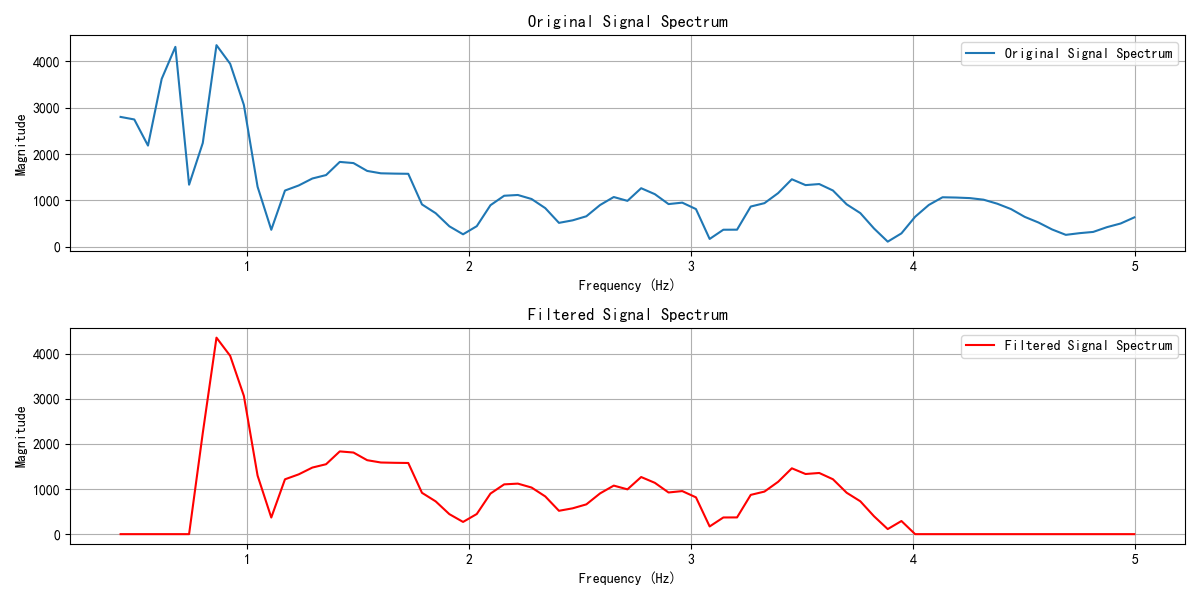 Original Signal Spectrum
Original Signal Spectrum
Magnitude
4000
3000
2000
1000
0
1 2 3 4 5
Frequency (Hz)
Filtered Signal Spectrum
Filtered Signal Spectrum
Magnitude
4000
3000
2000
1000
0
1 2 3 4 5
Frequency (Hz)